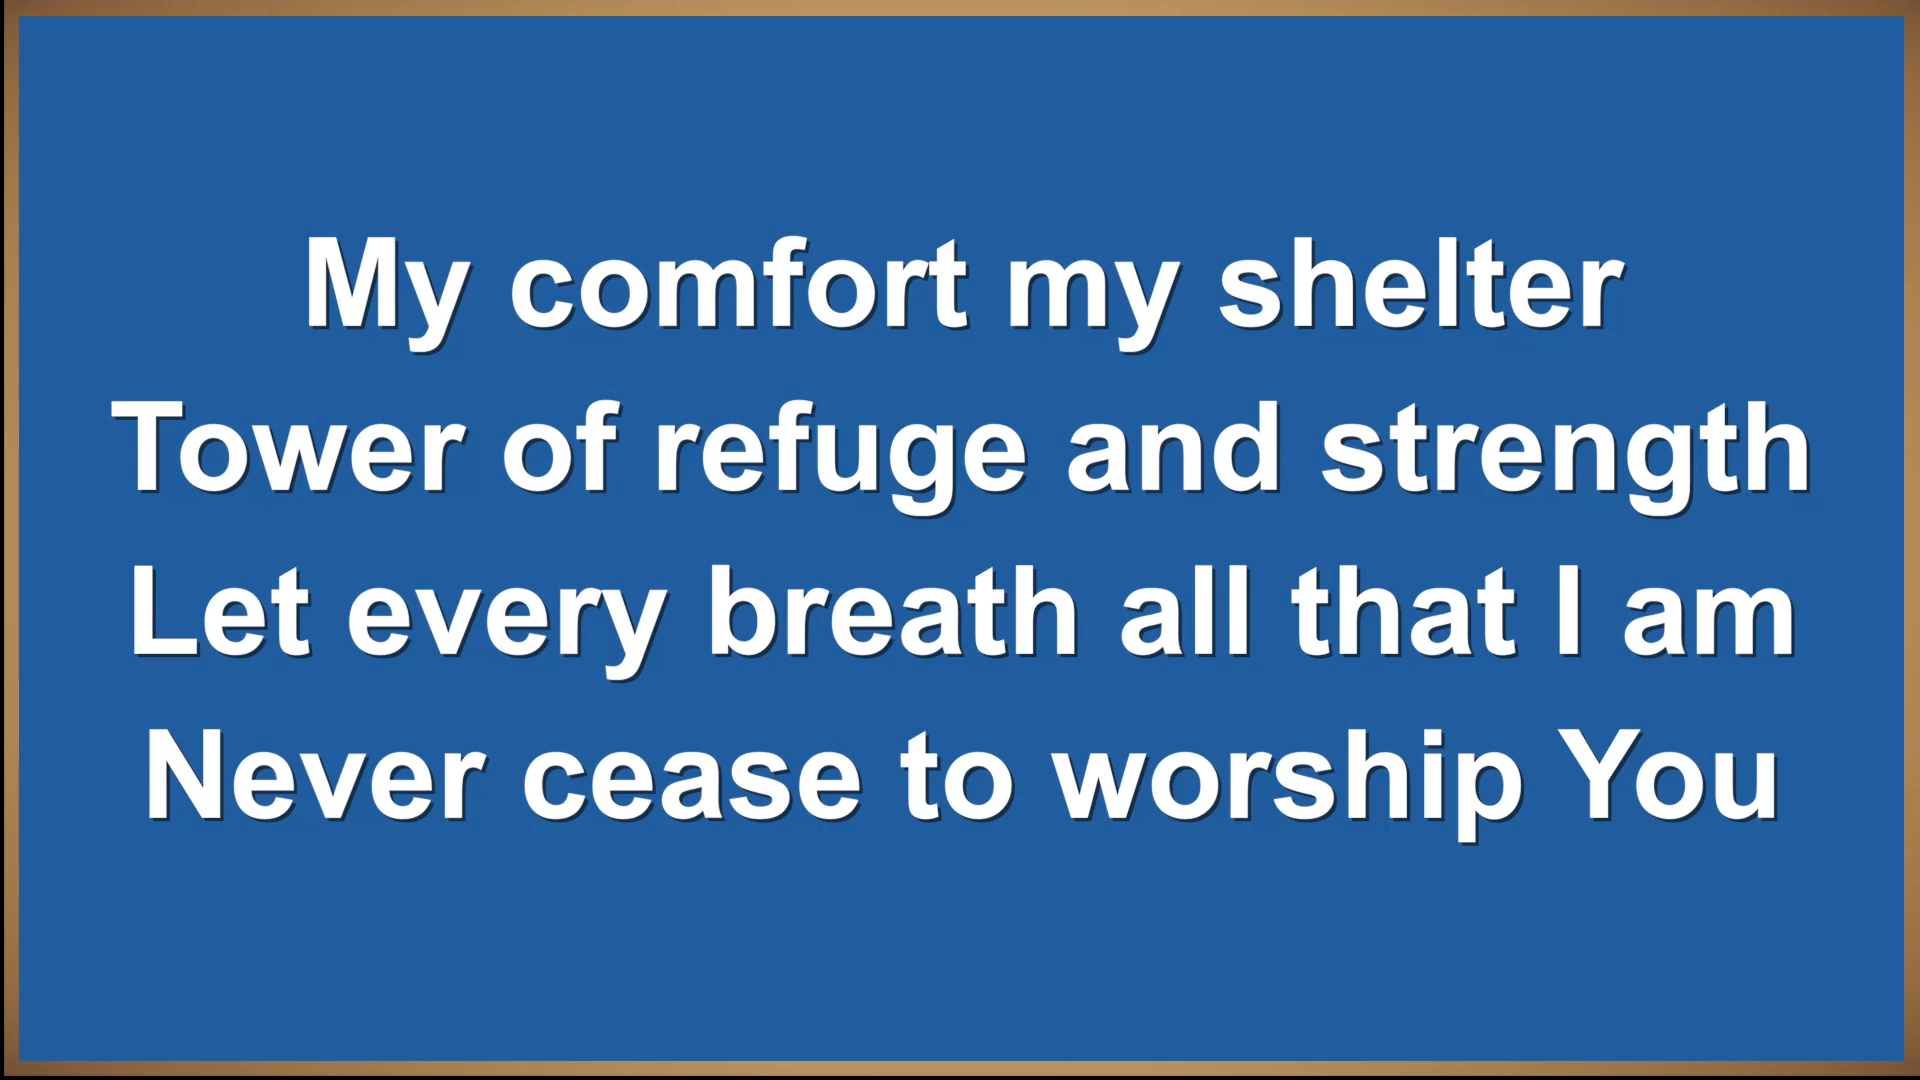 My comfort my shelter
Tower of refuge and strength
Let every breath all that I am
Never cease to worship You